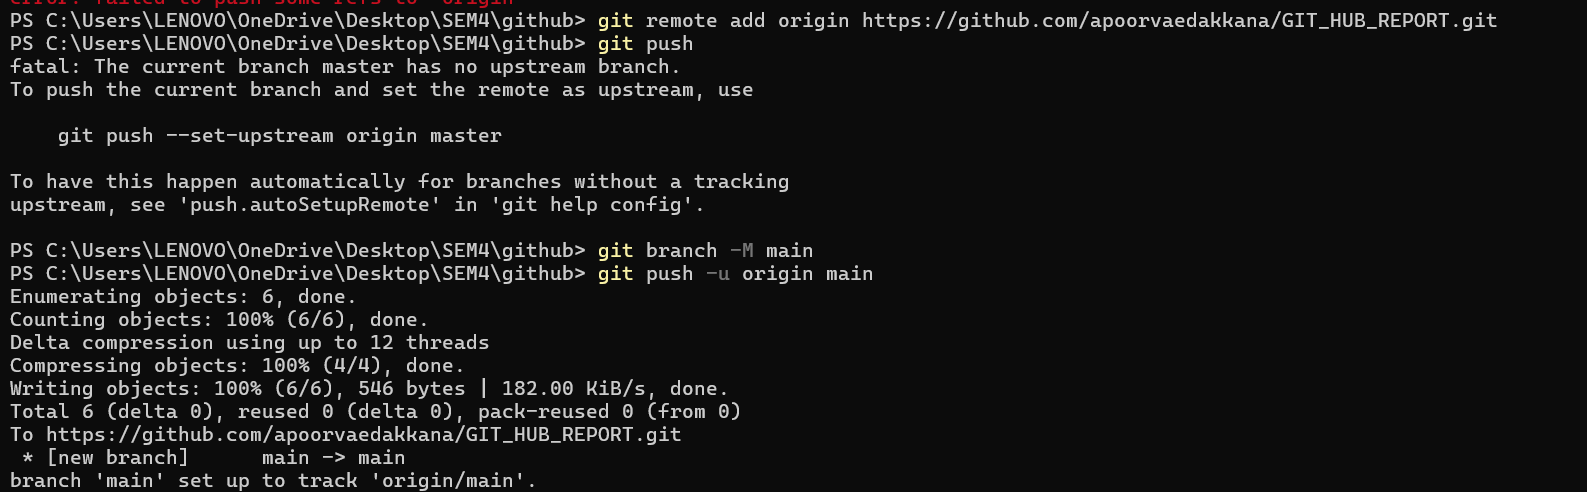 error: failed to push some refs to 'origin'
PS C:\Users\LENOVO\OneDrive\Desktop\SEM4\github> git remote add origin https://github.com/apoorvaedakkana/GIT_HUB_REPORT.git
PS C:\Users\LENOVO\OneDrive\Desktop\SEM4\github> git push
fatal: The current branch master has no upstream branch.
To push the current branch and set the remote as upstream, use

    git push --set-upstream origin master

To have this happen automatically for branches without a tracking
upstream, see 'push.autoSetupRemote' in 'git help config'.

PS C:\Users\LENOVO\OneDrive\Desktop\SEM4\github> git branch -M main
PS C:\Users\LENOVO\OneDrive\Desktop\SEM4\github> git push -u origin main
Enumerating objects: 6, done.
Counting objects: 100% (6/6), done.
Delta compression using up to 12 threads
Compressing objects: 100% (4/4), done.
Writing objects: 100% (6/6), 546 bytes | 182.00 KiB/s, done.
Total 6 (delta 0), reused 0 (delta 0), pack-reused 0 (from 0)
To https://github.com/apoorvaedakkana/GIT_HUB_REPORT.git
 * [new branch]      main -> main
branch 'main' set up to track 'origin/main'.